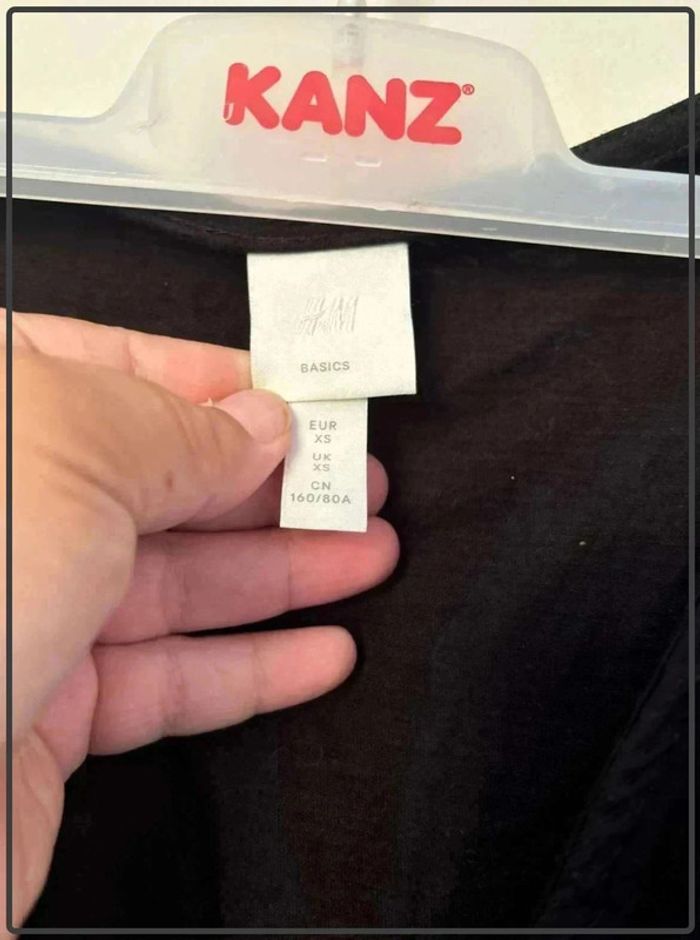 KANZ®
H&M
BASICS
EUR
XS
UK
XS
CN
160/80A